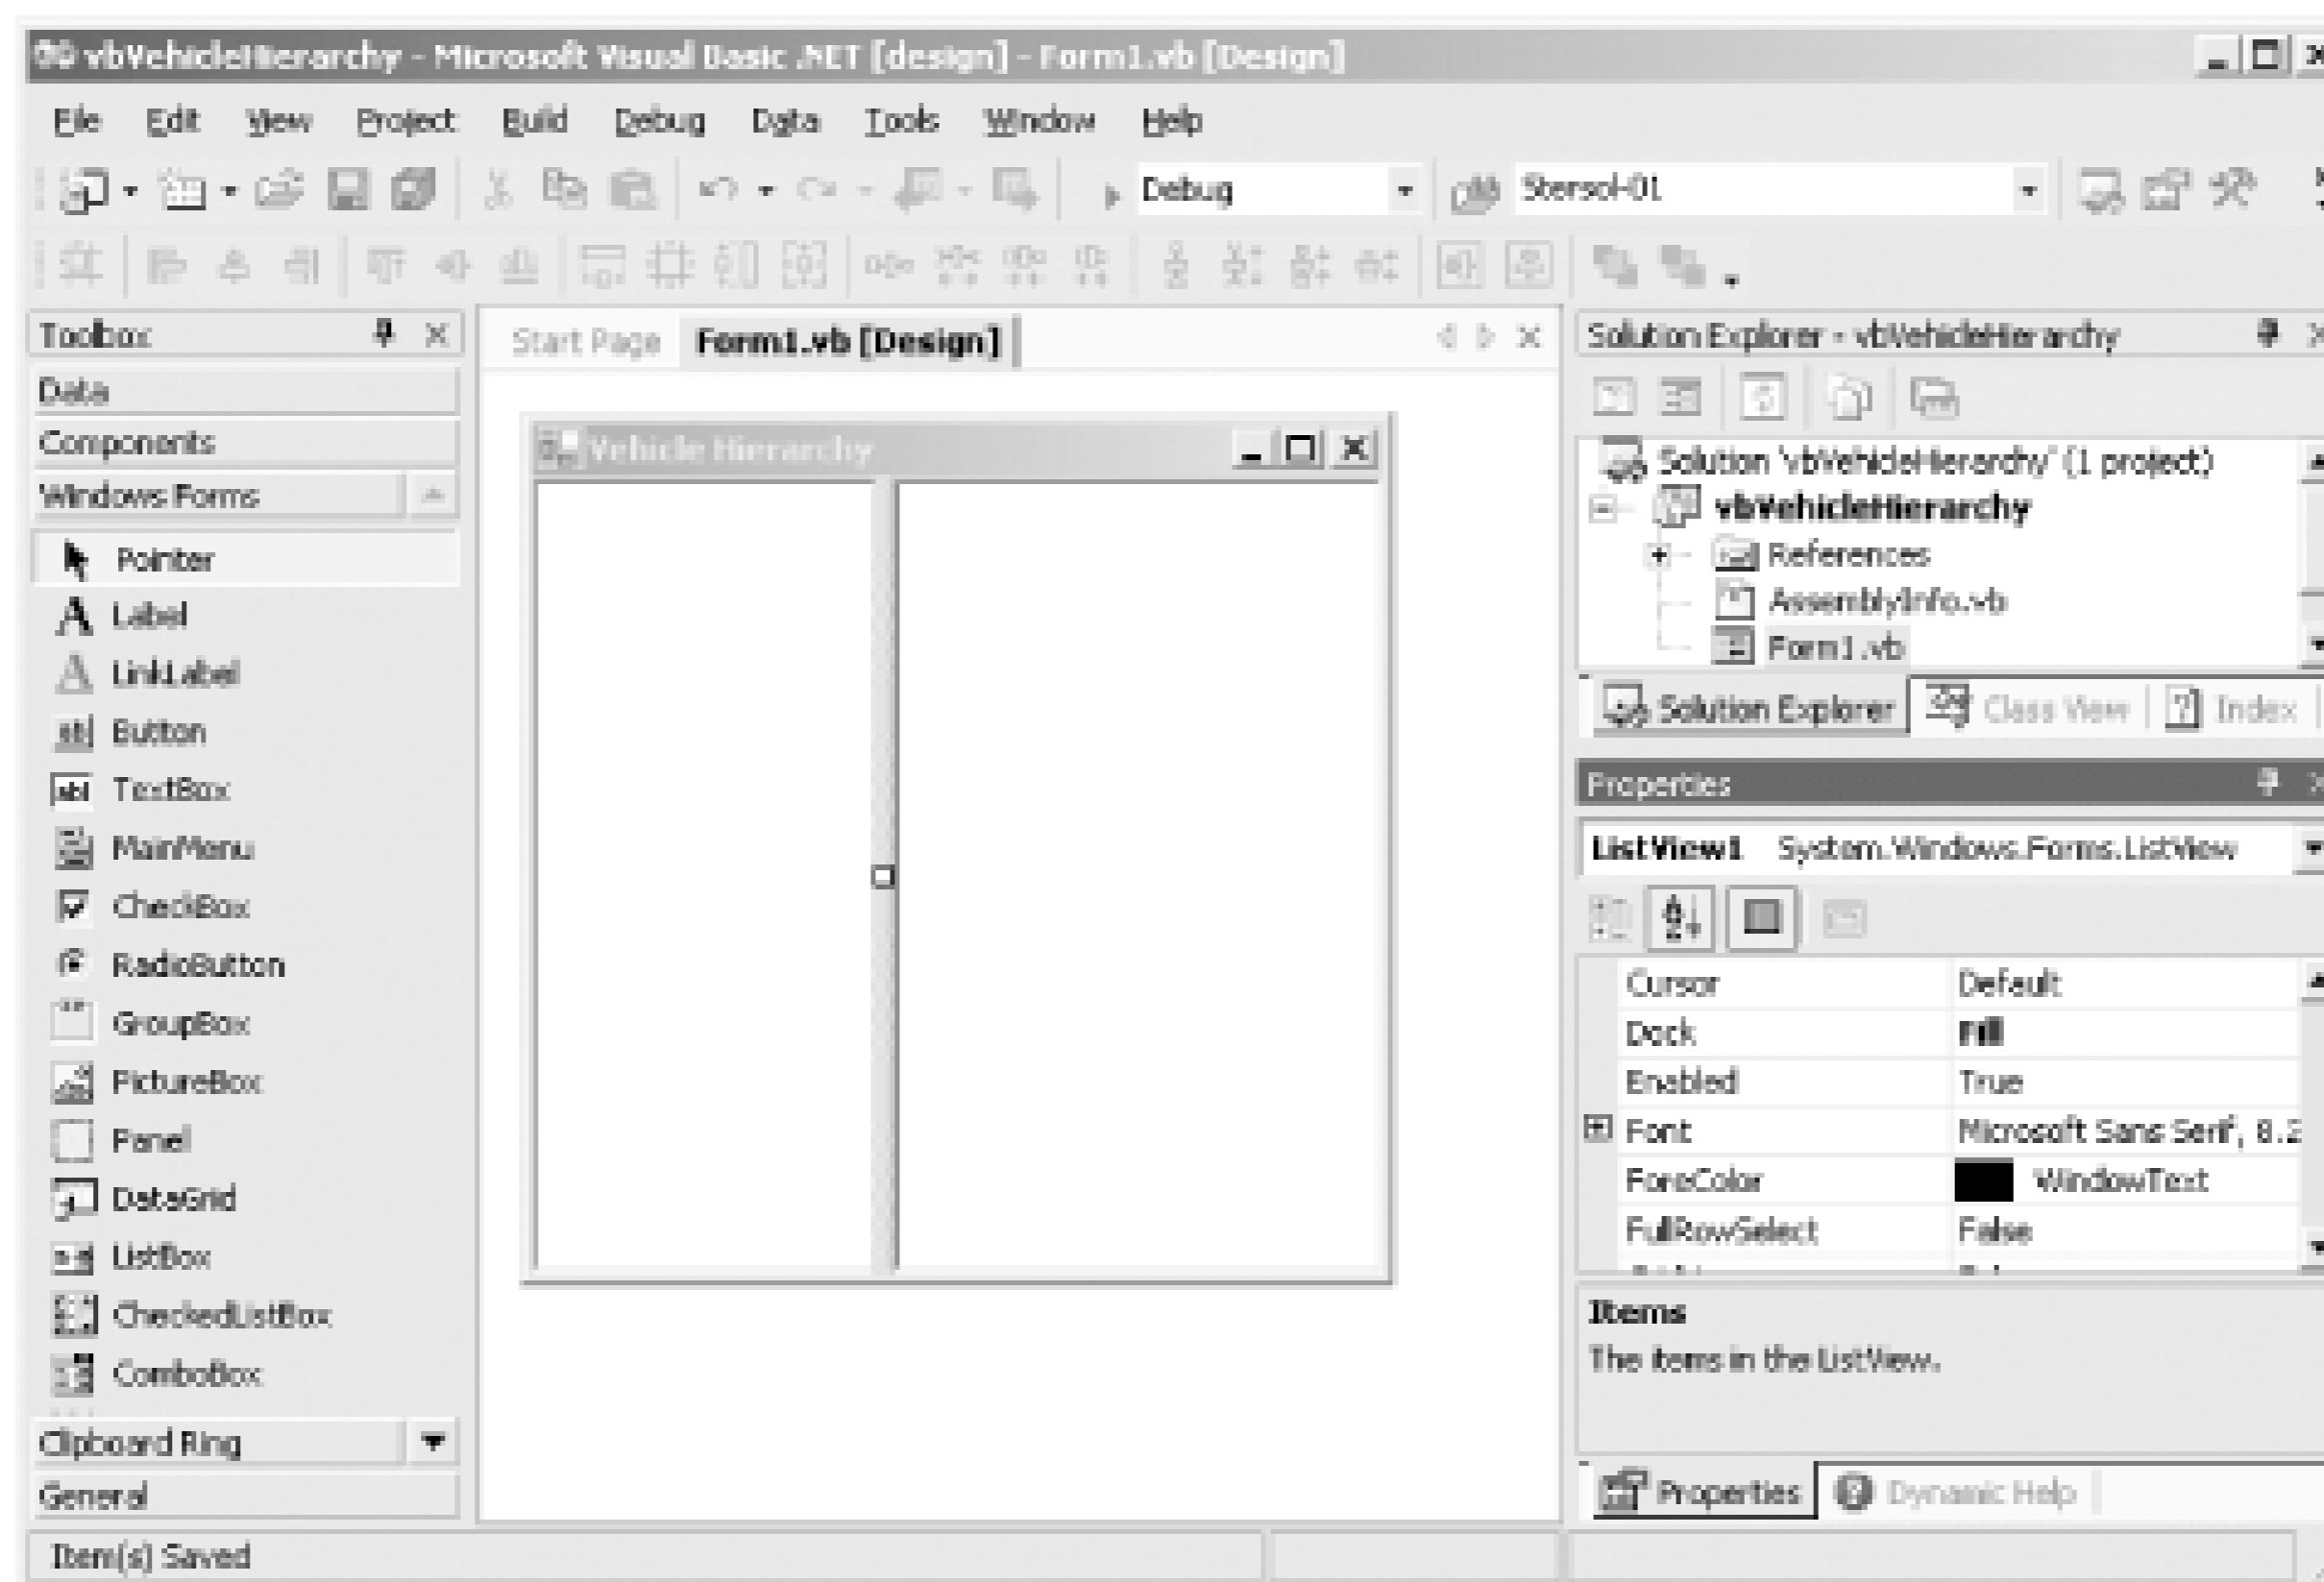 vbVehicleHierarchy - Microsoft Visual Basic .NET [design] - Form1.vb [Design]
File Edit View Project Build Debug Data Tools Window Help
Debug Stersol-01
Toolbox
Data
Components
Windows Forms
Pointer
Label
LinkLabel
Button
TextBox
MainMenu
CheckBox
RadioButton
GroupBox
PictureBox
Panel
DataGrid
ListBox
CheckedListBox
ComboBox
Clipboard Ring
General
Start Page Form1.vb [Design]
Vehicle Hierarchy
Solution Explorer - vbVehicleHierarchy
Solution 'vbVehicleHierarchy' (1 project)
vbVehicleHierarchy
References
AssemblyInfo.vb
Form1.vb
Solution Explorer Class View Index
Properties
ListView1 System.Windows.Forms.ListView
Cursor Default
Dock Fill
Enabled True
Font Microsoft Sans Serif, 8.2
ForeColor WindowText
FullRowSelect False
Items
The items in the ListView.
Properties Dynamic Help
Item(s) Saved